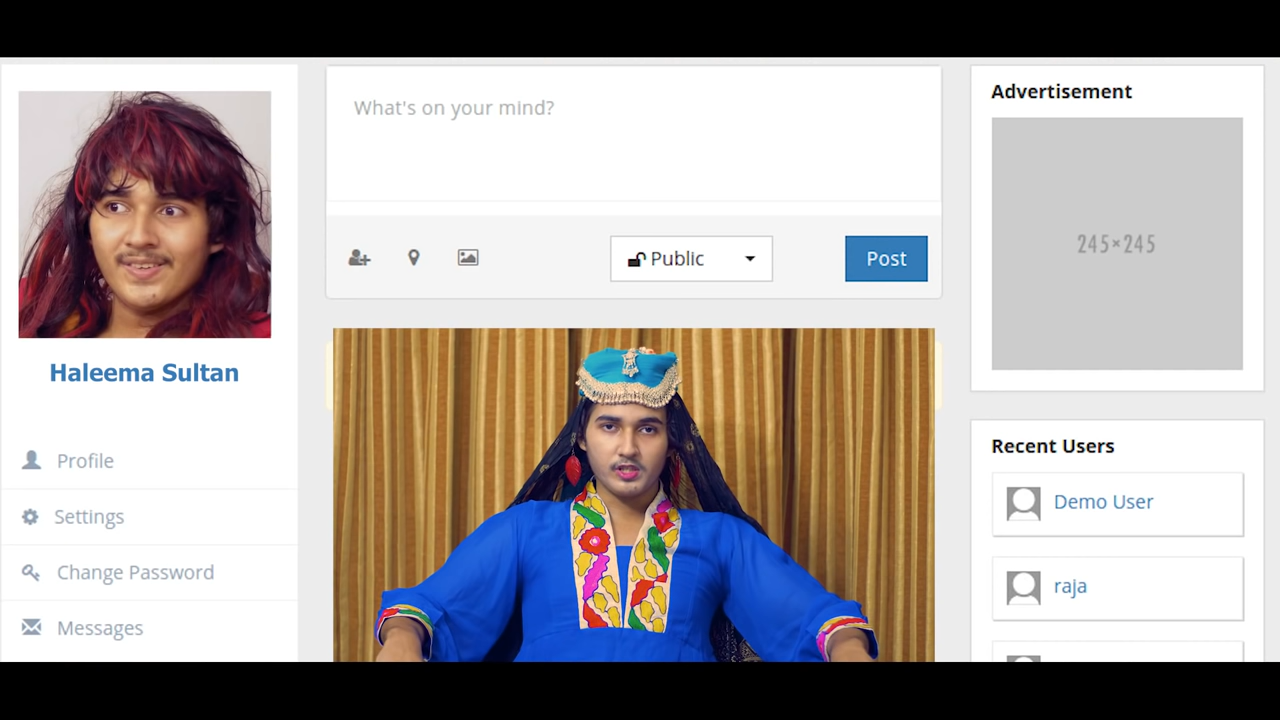 Haleema Sultan
Profile
Settings
Change Password
Messages
What's on your mind?
Public
Post
Advertisement
245×245
Recent Users
Demo User
raja